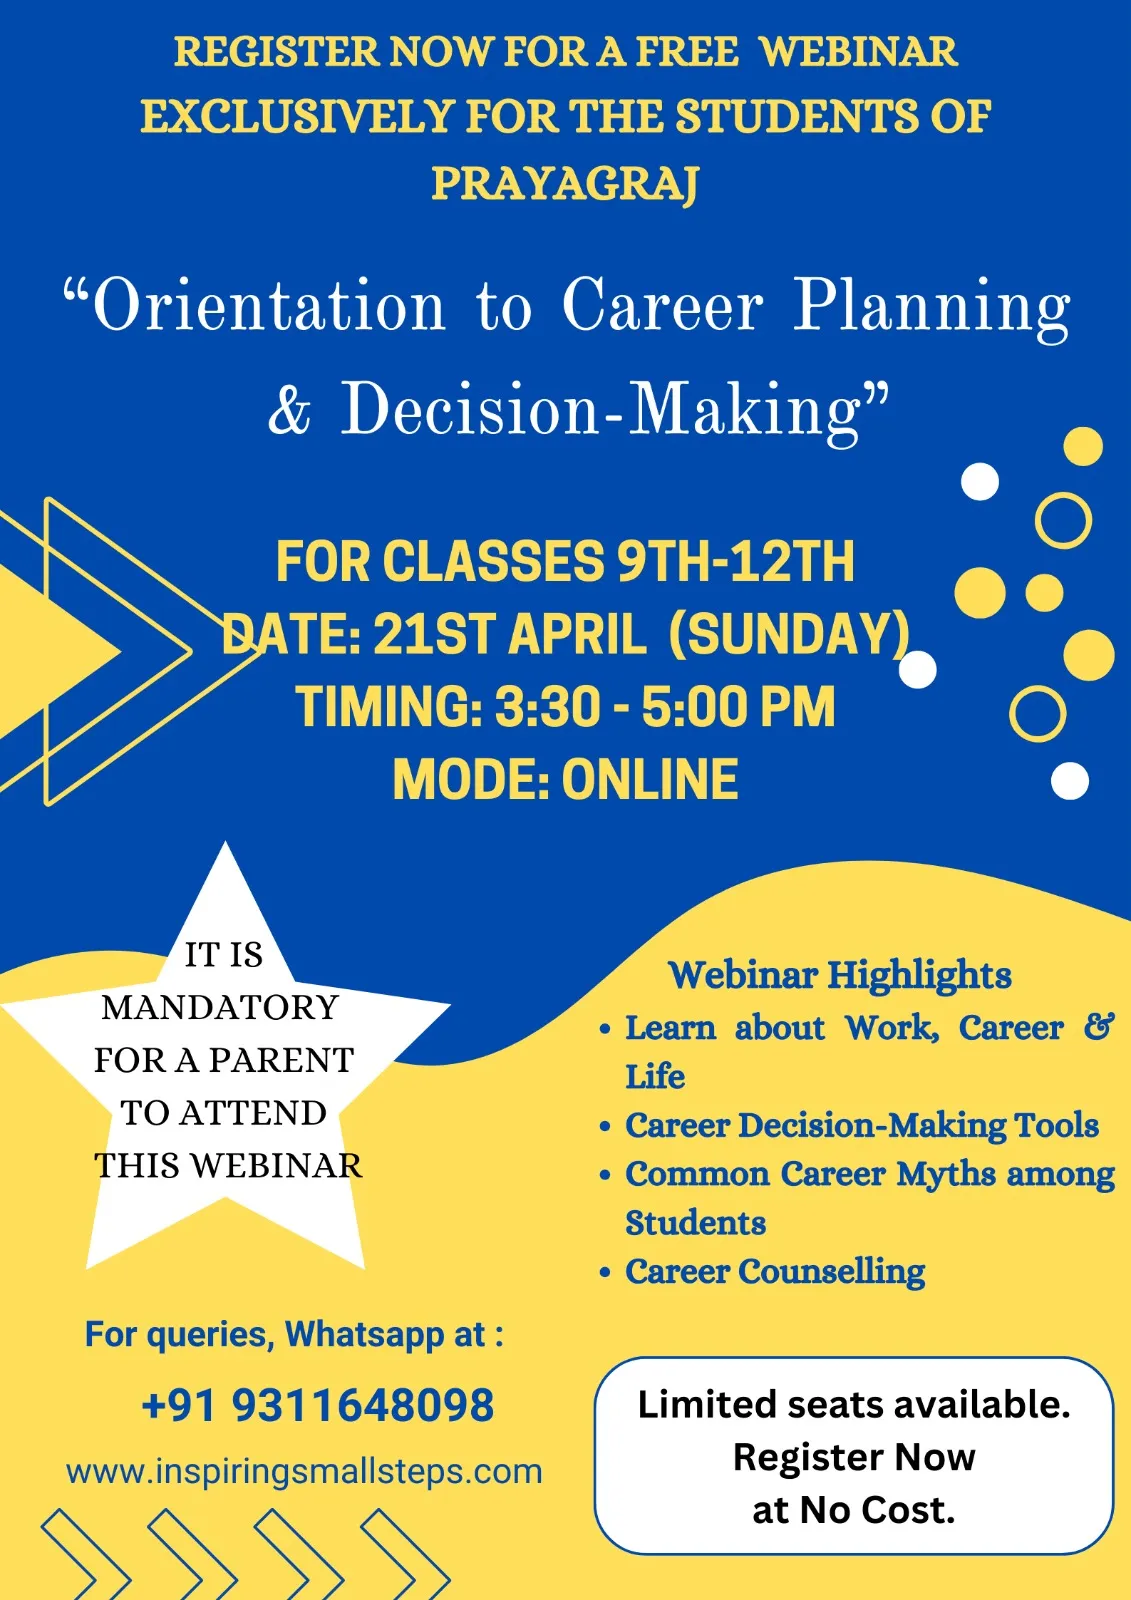 REGISTER NOW FOR A FREE WEBINAR
EXCLUSIVELY FOR THE STUDENTS OF
PRAYAGRAJ
“Orientation to Career Planning
& Decision-Making”
FOR CLASSES 9TH-12TH
DATE: 21ST APRIL (SUNDAY)
TIMING: 3:30 - 5:00 PM
MODE: ONLINE
IT IS
MANDATORY
FOR A PARENT
TO ATTEND
THIS WEBINAR
Webinar Highlights
• Learn about Work, Career &
Life
• Career Decision-Making Tools
• Common Career Myths among
Students
• Career Counselling
For queries, Whatsapp at :
+91 9311648098
www.inspiringsmallsteps.com
Limited seats available.
Register Now
at No Cost.